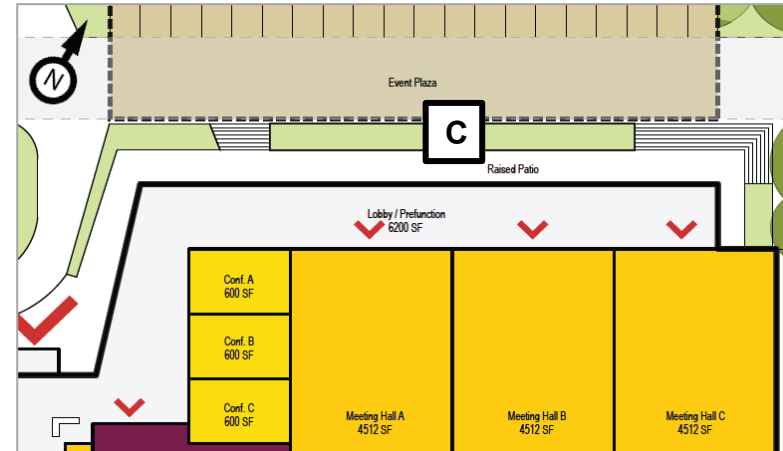 N
Event Plaza
C
Raised Patio
Lobby / Prefunction
6200 SF
Conf. A
600 SF
Conf. B
600 SF
Conf. C
600 SF
Meeting Hall A
4512 SF
Meeting Hall B
4512 SF
Meeting Hall C
4512 SF